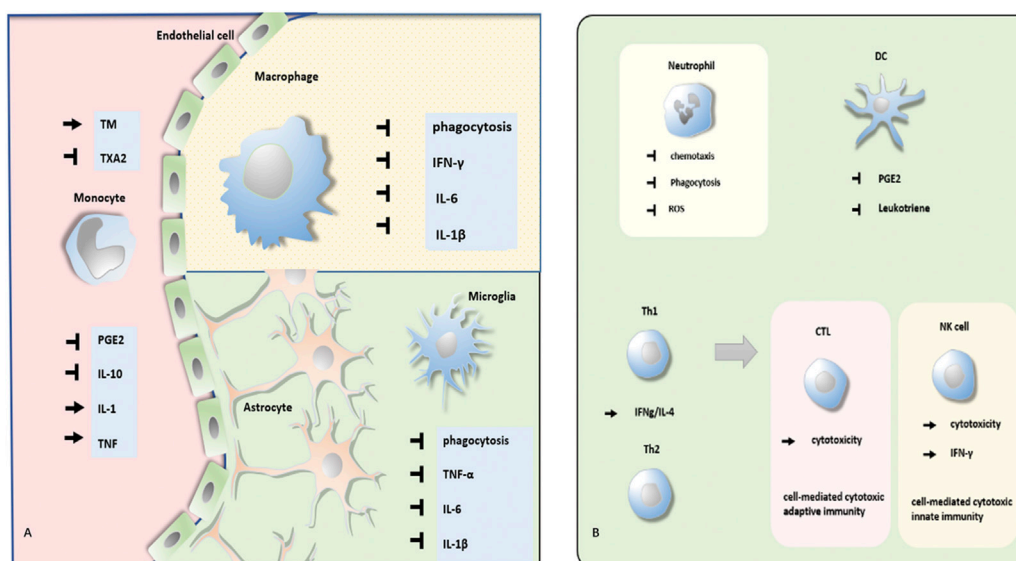 Endothelial cell
Macrophage
TM
TXA2
Monocyte
phagocytosis
IFN-γ
IL-6
IL-1β
PGE2
IL-10
IL-1
TNF
Microglia
Astrocyte
phagocytosis
TNF-α
IL-6
IL-1β
A
Neutrophil
chemotaxis
Phagocytosis
ROS
DC
PGE2
Leukotriene
Th1
IFNg/IL-4
Th2
CTL
cytotoxicity
cell-mediated cytotoxic
adaptive immunity
NK cell
cytotoxicity
IFN-γ
cell-mediated cytotoxic
innate immunity
B